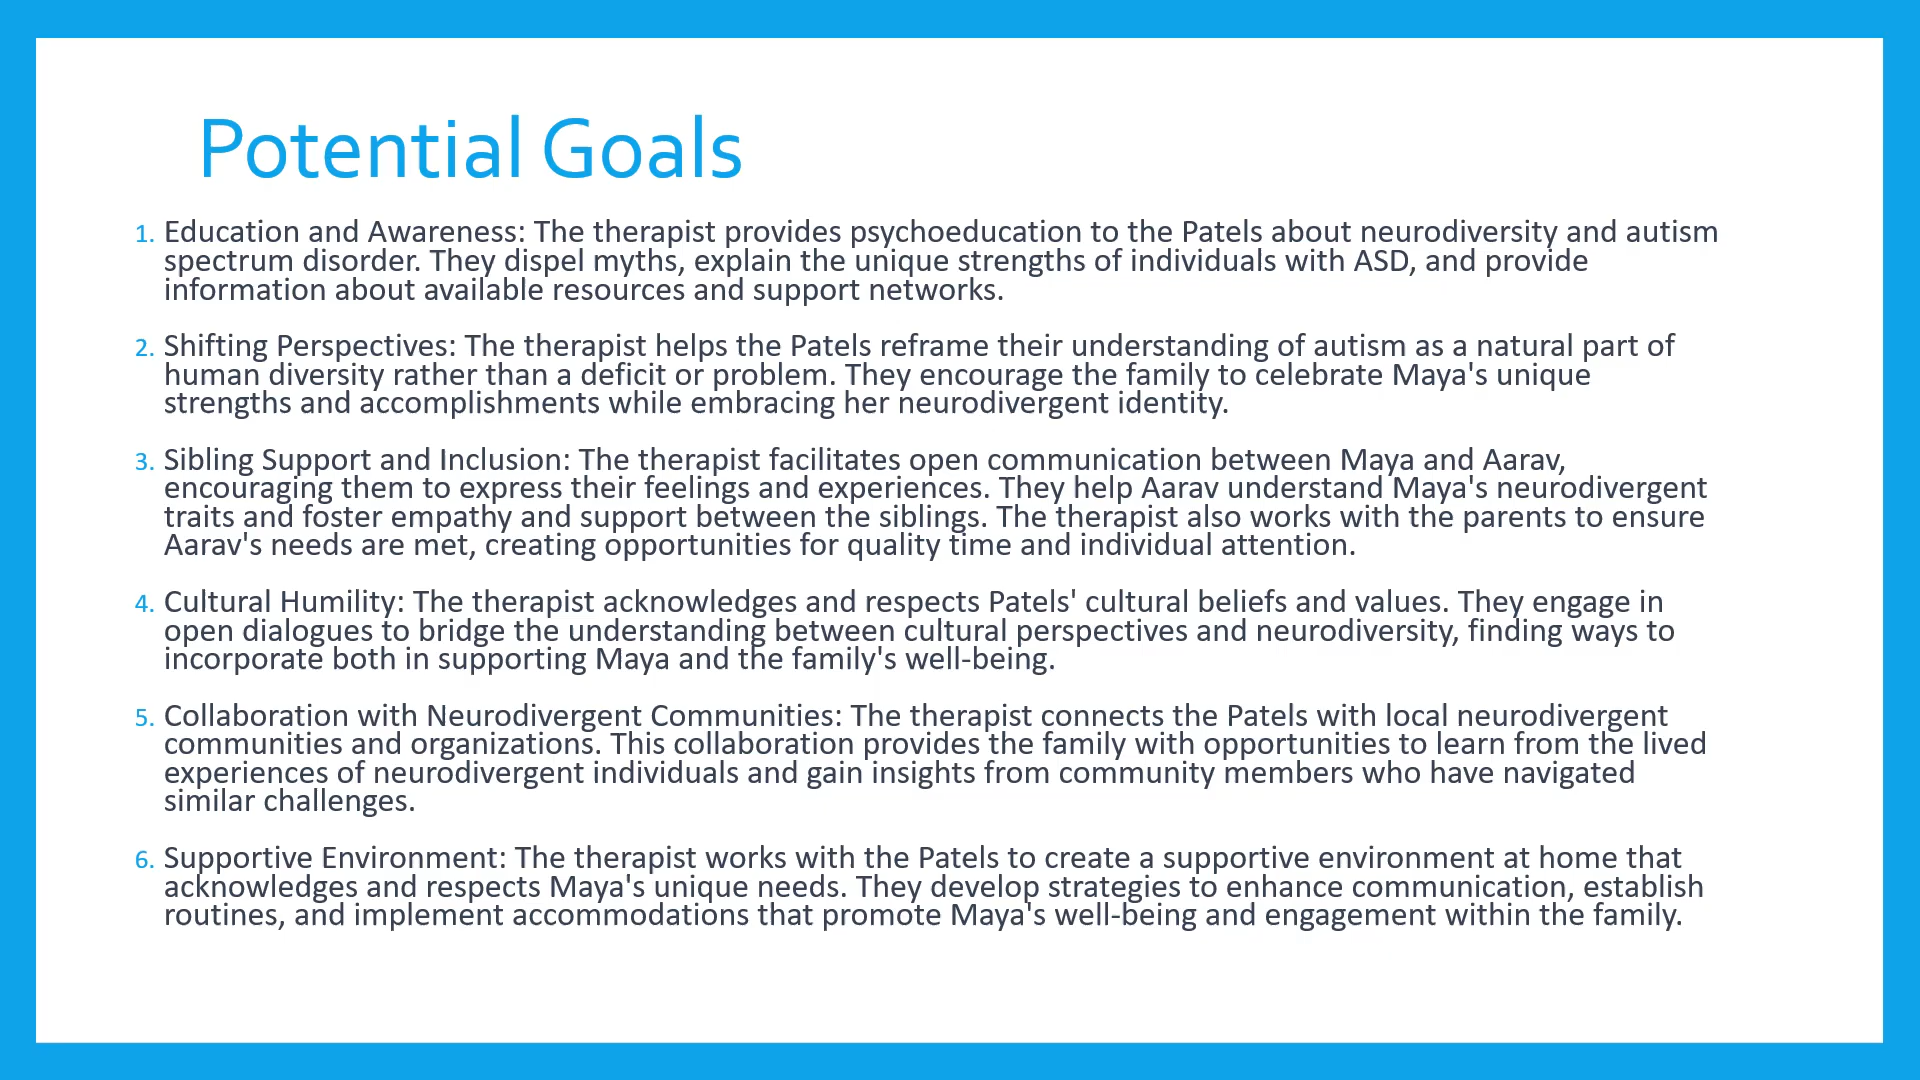 Potential Goals
1. Education and Awareness: The therapist provides psychoeducation to the Patels about neurodiversity and autism
spectrum disorder. They dispel myths, explain the unique strengths of individuals with ASD, and provide
information about available resources and support networks.
2. Shifting Perspectives: The therapist helps the Patels reframe their understanding of autism as a natural part of
human diversity rather than a deficit or problem. They encourage the family to celebrate Maya's unique
strengths and accomplishments while embracing her neurodivergent identity.
3. Sibling Support and Inclusion: The therapist facilitates open communication between Maya and Aarav,
encouraging them to express their feelings and experiences. They help Aarav understand Maya's neurodivergent
traits and foster empathy and support between the siblings. The therapist also works with the parents to ensure
Aarav's needs are met, creating opportunities for quality time and individual attention.
4. Cultural Humility: The therapist acknowledges and respects Patels' cultural beliefs and values. They engage in
open dialogues to bridge the understanding between cultural perspectives and neurodiversity, finding ways to
incorporate both in supporting Maya and the family's well-being.
5. Collaboration with Neurodivergent Communities: The therapist connects the Patels with local neurodivergent
communities and organizations. This collaboration provides the family with opportunities to learn from the lived
experiences of neurodivergent individuals and gain insights from community members who have navigated
similar challenges.
6. Supportive Environment: The therapist works with the Patels to create a supportive environment at home that
acknowledges and respects Maya's unique needs. They develop strategies to enhance communication, establish
routines, and implement accommodations that promote Maya's well-being and engagement within the family.